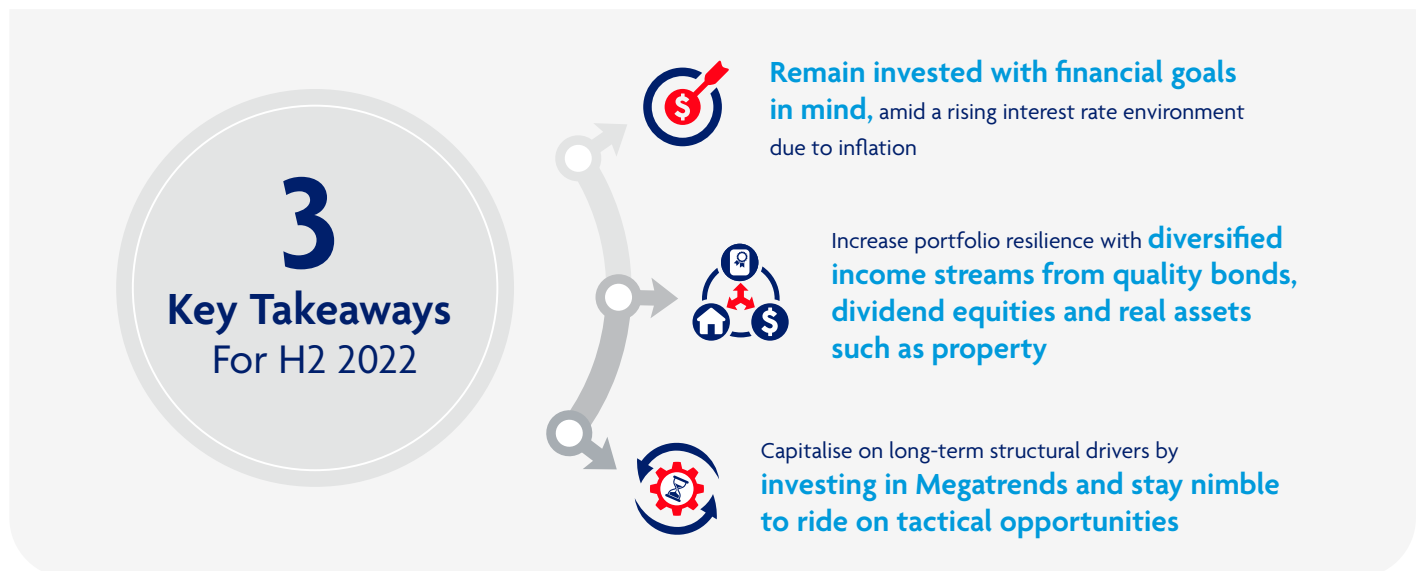 3
Key Takeaways
For H2 2022
Remain invested with financial goals
in mind, amid a rising interest rate environment
due to inflation
Increase portfolio resilience with diversified
income streams from quality bonds,
dividend equities and real assets
such as property
Capitalise on long-term structural drivers by
investing in Megatrends and stay nimble
to ride on tactical opportunities